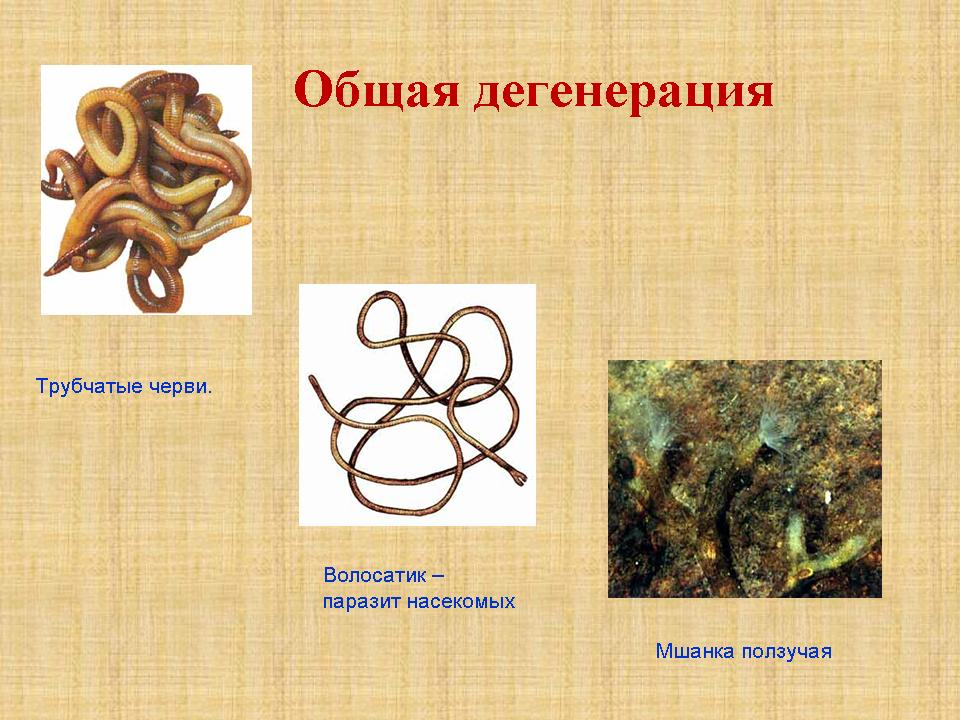 Общая дегенерация
Трубчатые черви.
Волосатик –
паразит насекомых
Мшанка ползучая